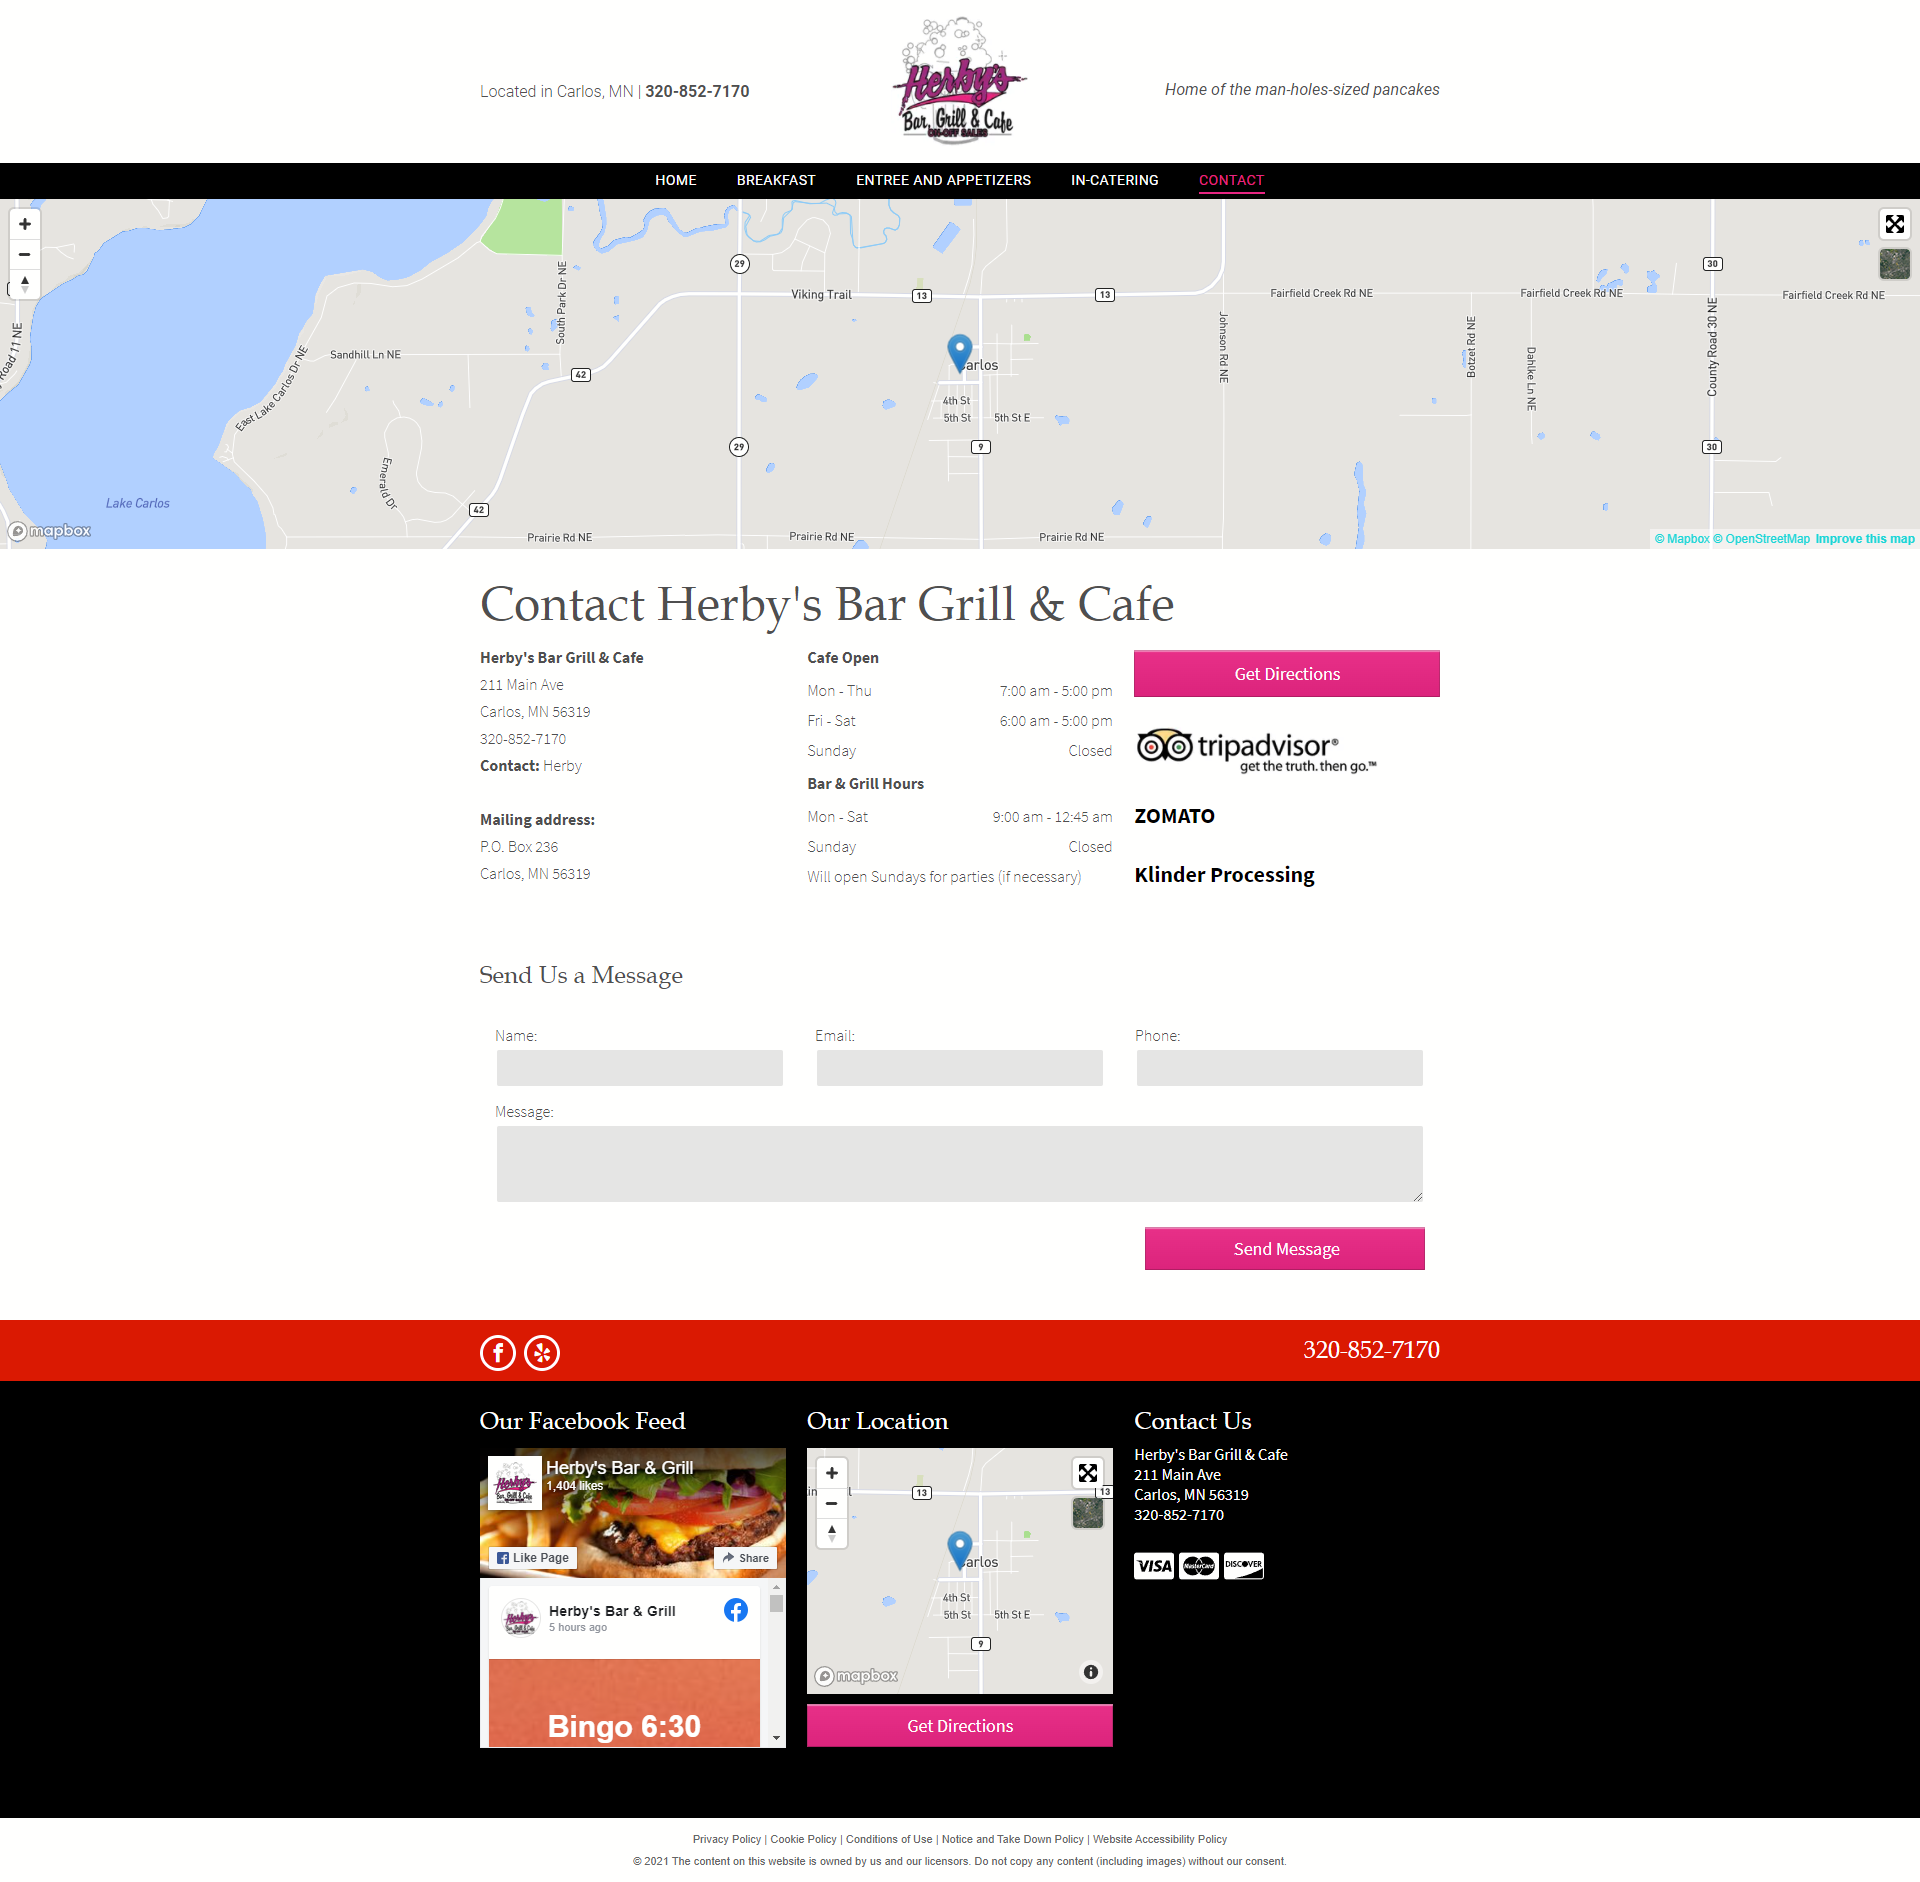 Located in Carlos, MN | 320-852-7170
Herby's
Bar, Grill & Cafe
ON-OFF SALES
Home of the man-holes-sized pancakes
HOME BREAKFAST ENTREE AND APPETIZERS IN-CATERING CONTACT
29
Viking Trail
13
13
30
Fairfield Creek Rd NE
Fairfield Creek Rd NE
Fairfield Creek Rd NE
South Park Dr NE
Sandhill Ln NE
East Lake Carlos Dr NE
Road 11 NE
42
arlos
4th St
5th St
5th St E
Johnson Rd NE
Botzet Rd NE
Dahlke Ln NE
County Road 30 NE
29
9
30
Emerald Dr
Lake Carlos
42
Prairie Rd NE
Prairie Rd NE
Prairie Rd NE
mapbox
© Mapbox © OpenStreetMap Improve this map
Contact Herby's Bar Grill & Cafe
Herby's Bar Grill & Cafe
211 Main Ave
Carlos, MN 56319
320-852-7170
Contact: Herby
Mailing address:
P.O. Box 236
Carlos, MN 56319
Cafe Open
Mon - Thu 7:00 am - 5:00 pm
Fri - Sat 6:00 am - 5:00 pm
Sunday Closed
Bar & Grill Hours
Mon - Sat 9:00 am - 12:45 am
Sunday Closed
Will open Sundays for parties (if necessary)
Get Directions
tripadvisor®
get the truth. then go.™
ZOMATO
Klinder Processing
Send Us a Message
Name: Email: Phone:
Message:
Send Message
320-852-7170
Our Facebook Feed
Herby's Bar & Grill
1,404 likes
Like Page
Share
Herby's Bar & Grill
5 hours ago
Bingo 6:30
Our Location
13
13
arlos
4th St
5th St
5th St E
9
mapbox
Get Directions
Contact Us
Herby's Bar Grill & Cafe
211 Main Ave
Carlos, MN 56319
320-852-7170
VISA MasterCard DISCOVER
Privacy Policy | Cookie Policy | Conditions of Use | Notice and Take Down Policy | Website Accessibility Policy
© 2021 The content on this website is owned by us and our licensors. Do not copy any content (including images) without our consent.